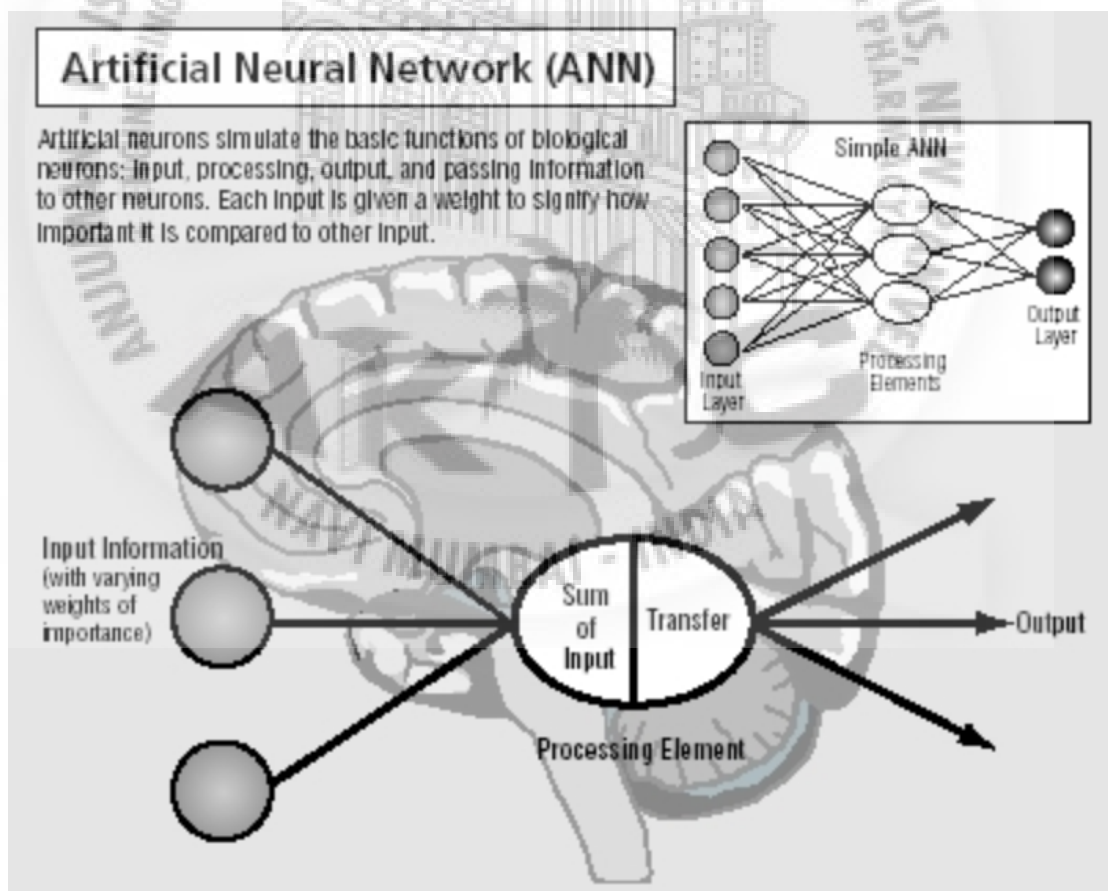 Artificial Neural Network (ANN)
Artificial neurons simulate the basic functions of biological
neurons: input, processing, output, and passing information
to other neurons. Each input is given a weight to signify how
important it is compared to other input.
Simple ANN
Output
Layer
Processing
Elements
Input
Layer
Input Information
(with varying
weights of
importance)
Sum
of
Input
Transfer
Output
Processing Element
NAVI MUMBAI - INDIA